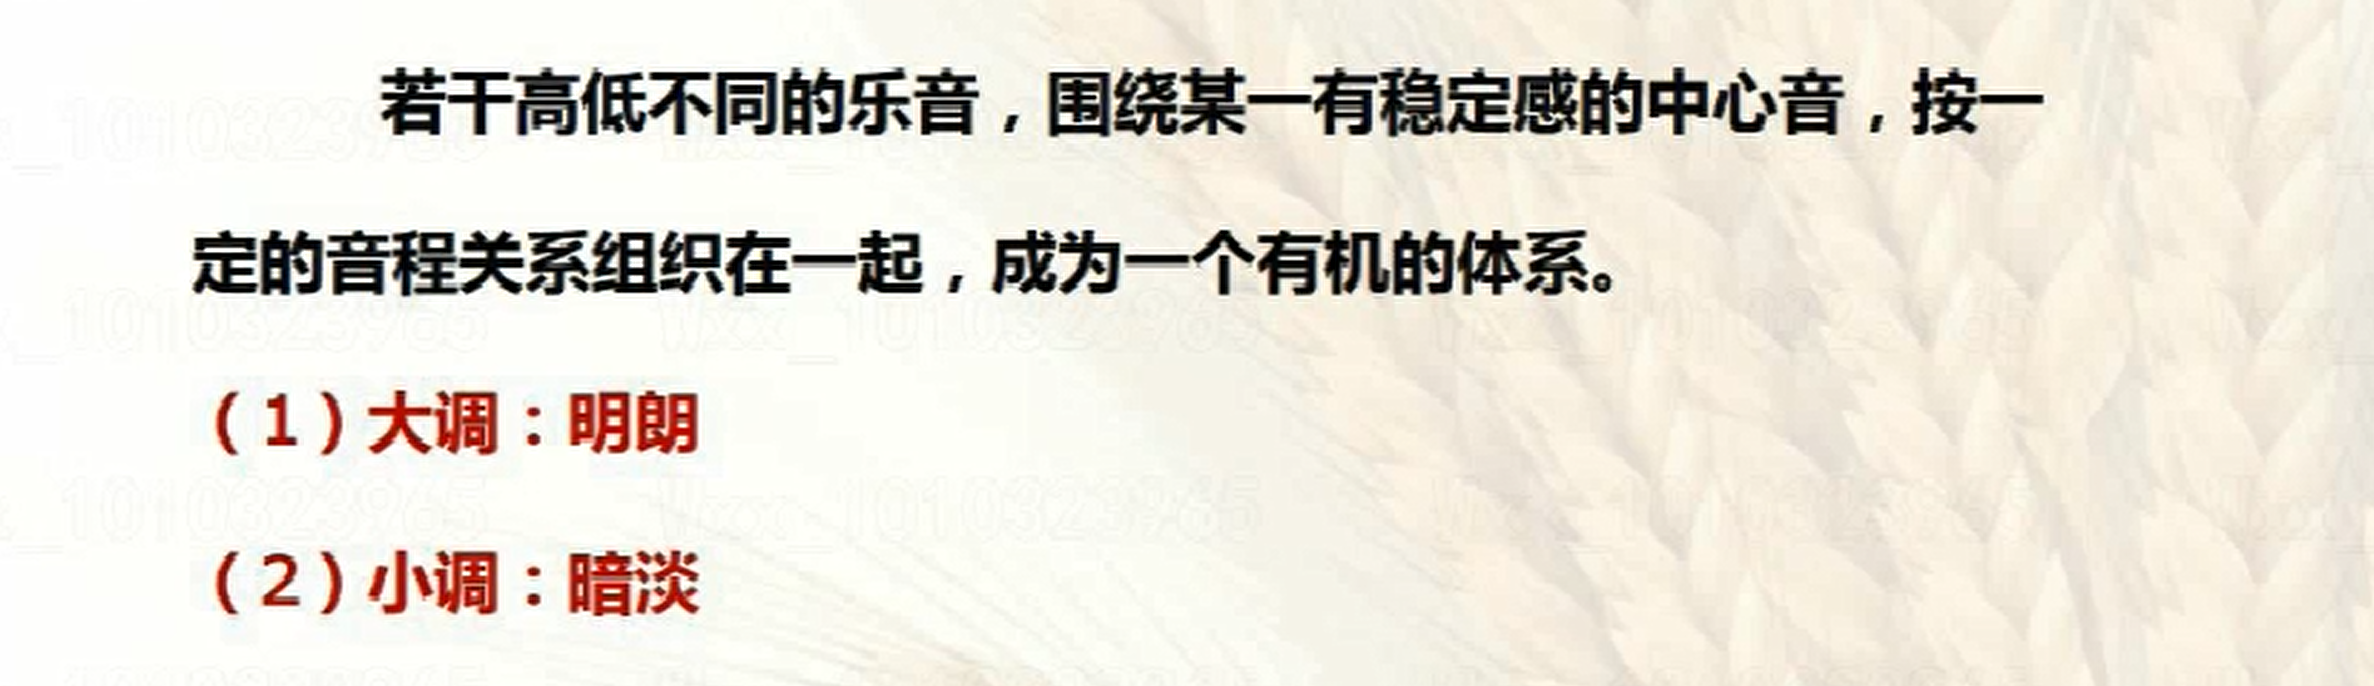 若干高低不同的乐音，围绕某一有稳定感的中心音，按一
定的音程关系组织在一起，成为一个有机的体系。
（1）大调：明朗
（2）小调：暗淡